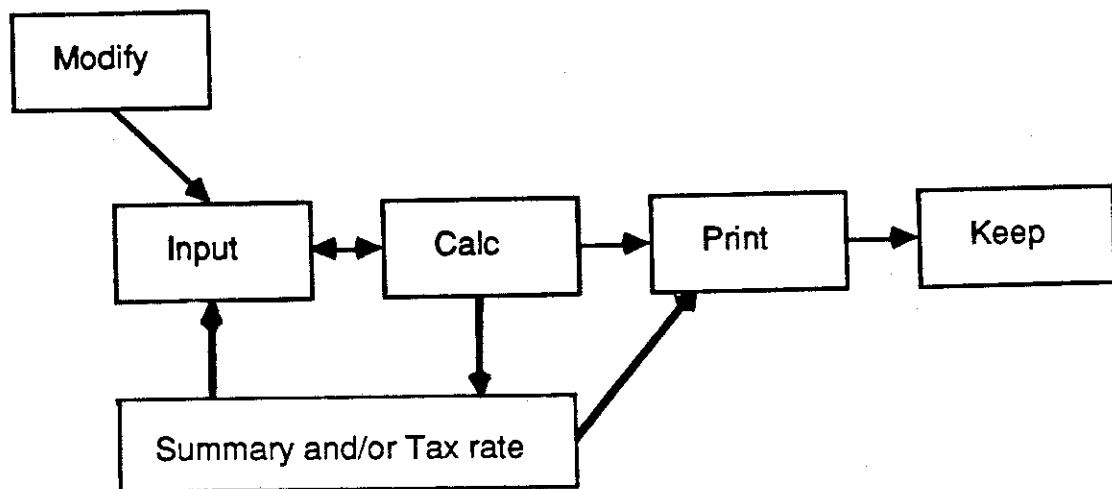 Modify
Input
Calc
Print
Keep
Summary and/or Tax rate